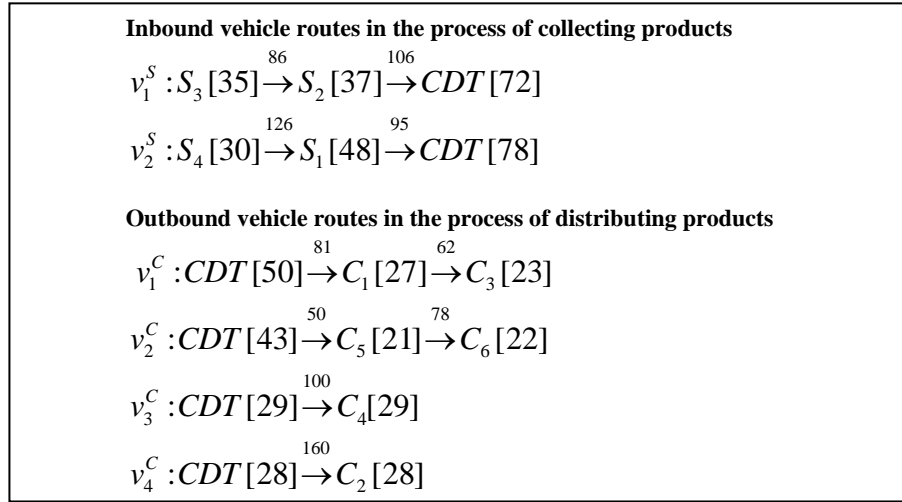 Inbound vehicle routes in the process of collecting products
v_1^S : S_3[35] →^{86} S_2[37] →^{106} CDT[72]
v_2^S : S_4[30] →^{126} S_1[48] →^{95} CDT[78]
Outbound vehicle routes in the process of distributing products
v_1^C : CDT[50] →^{81} C_1[27] →^{62} C_3[23]
v_2^C : CDT[43] →^{50} C_5[21] →^{78} C_6[22]
v_3^C : CDT[29] →^{100} C_4[29]
v_4^C : CDT[28] →^{160} C_2[28]